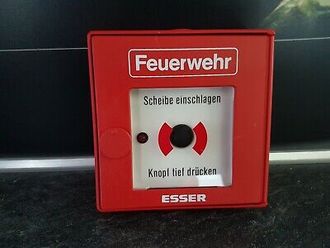 Feuerwehr
Scheibe einschlagen
Knopf tief drücken
ESSER